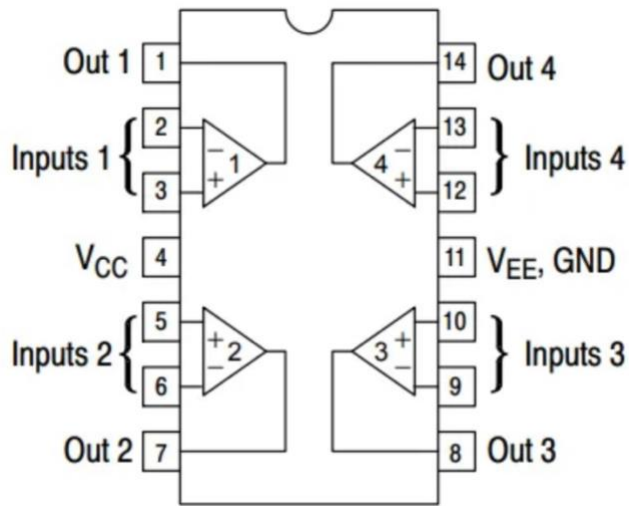 Out 1 1 14 Out 4
2 13
Inputs 1 { − 1 4 − } Inputs 4
+ +
3 12
VCC 4 11 VEE, GND
5 10
Inputs 2 { + 2 3 + } Inputs 3
− −
6 9
Out 2 7 8 Out 3